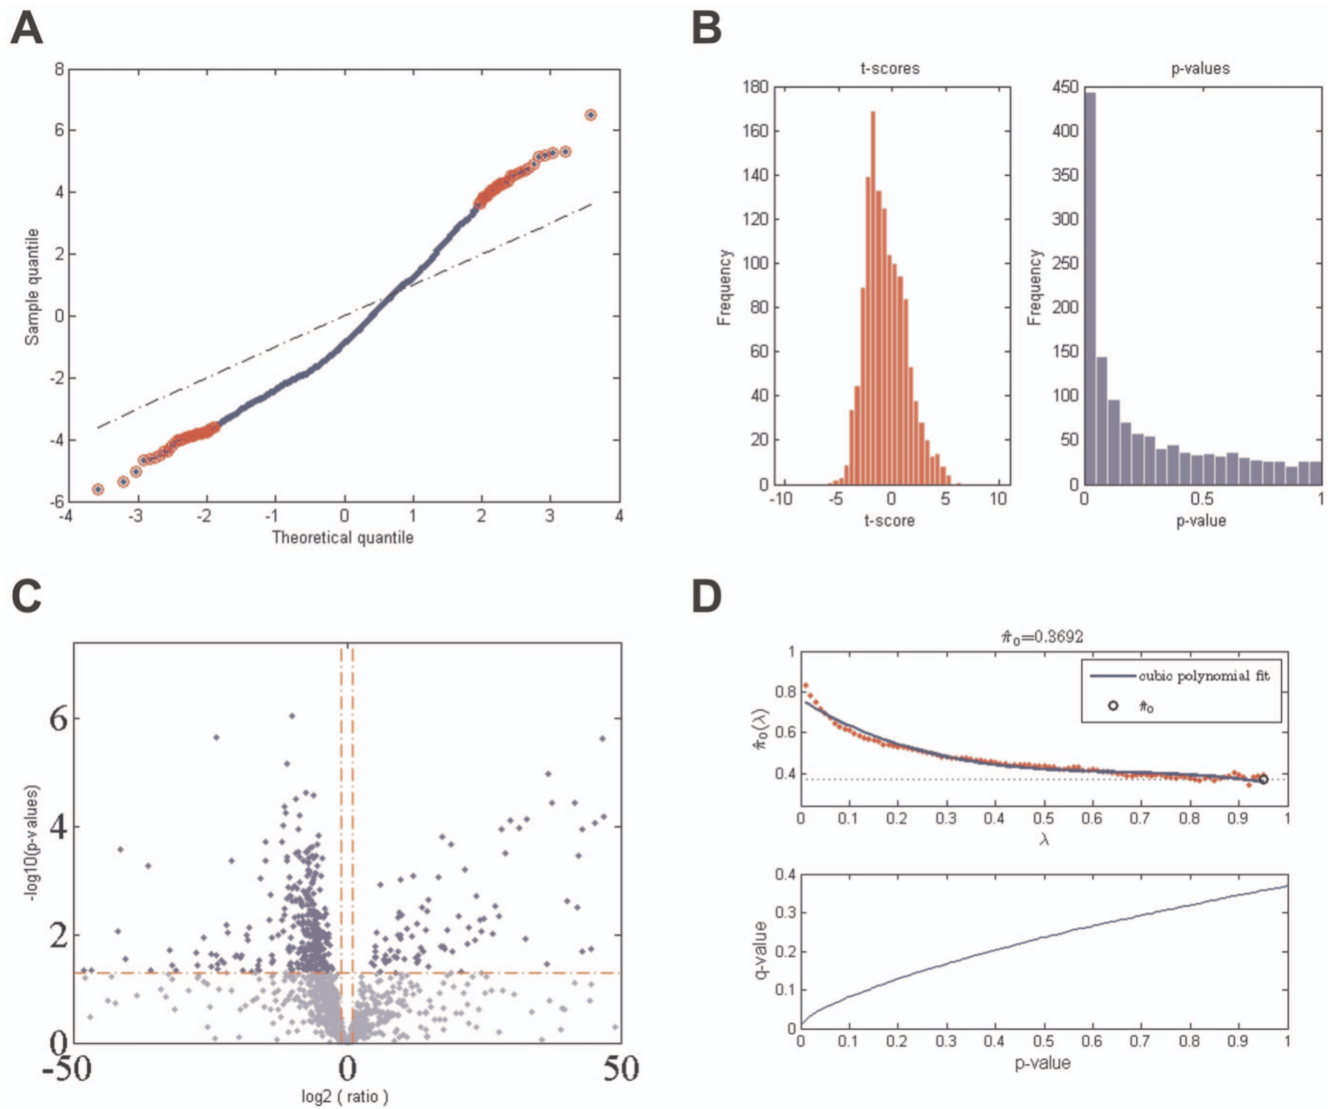 A
8
6
4
2
0
-2
-4
-6
Sample quantile
-4 -3 -2 -1 0 1 2 3 4
Theoretical quantile
B
t-scores
180
160
140
120
100
80
60
40
20
0
Frequency
-10 -5 0 5 10
t-score
p-values
450
400
350
300
250
200
150
100
50
0
Frequency
0 0.5 1
p-value
C
6
4
2
0
-log10(p-values)
-50 0 50
log2 ( ratio )
D
π̂0=0.3692
1
0.8
0.6
0.4
π̂0(λ)
cubic polynomial fit
π̂0
0 0.1 0.2 0.3 0.4 0.5 0.6 0.7 0.8 0.9 1
λ
0.4
0.3
0.2
0.1
0
q-value
0 0.1 0.2 0.3 0.4 0.5 0.6 0.7 0.8 0.9 1
p-value